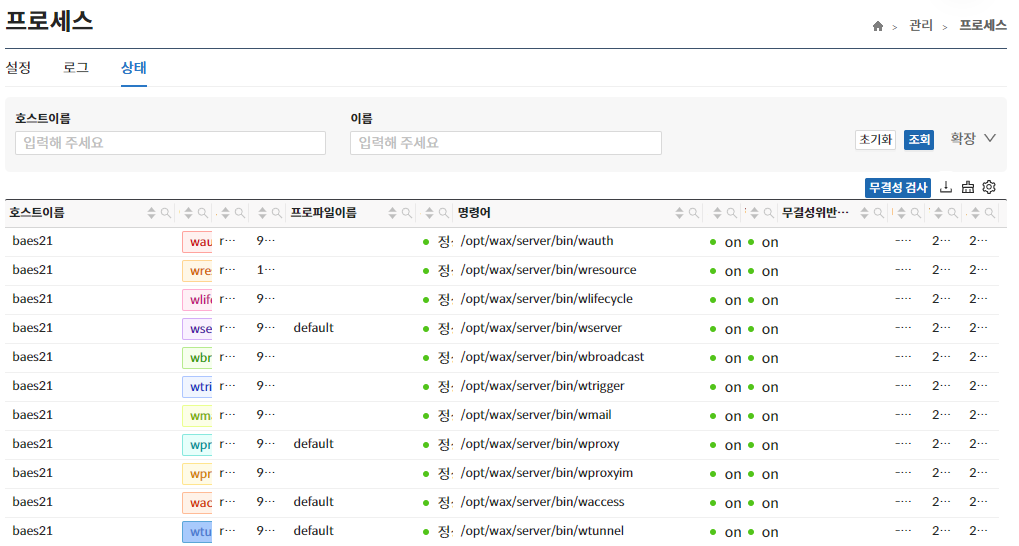 프로세스
> 관리 > 프로세스
설정 로그 상태
호스트이름 이름
입력해 주세요 입력해 주세요 초기화 조회 확장
무결성 검사
호스트이름 프로파일이름 명령어 무결성위반···
baes21 wau r··· 9··· 정· /opt/wax/server/bin/wauth on on -··· 2··· 2···
baes21 wre r··· 1··· 정· /opt/wax/server/bin/wresource on on -··· 2··· 2···
baes21 wlife r··· 9··· 정· /opt/wax/server/bin/wlifecycle on on -··· 2··· 2···
baes21 wse r··· 9··· default 정· /opt/wax/server/bin/wserver on on -··· 2··· 2···
baes21 wbr r··· 9··· 정· /opt/wax/server/bin/wbroadcast on on -··· 2··· 2···
baes21 wtri r··· 9··· 정· /opt/wax/server/bin/wtrigger on on -··· 2··· 2···
baes21 wma r··· 9··· 정· /opt/wax/server/bin/wmail on on -··· 2··· 2···
baes21 wpr r··· 9··· default 정· /opt/wax/server/bin/wproxy on on -··· 2··· 2···
baes21 wpr r··· 9··· 정· /opt/wax/server/bin/wproxyim on on -··· 2··· 2···
baes21 wac r··· 9··· default 정· /opt/wax/server/bin/waccess on on -··· 2··· 2···
baes21 wtu r··· 9··· default 정· /opt/wax/server/bin/wtunnel on on -··· 2··· 2···